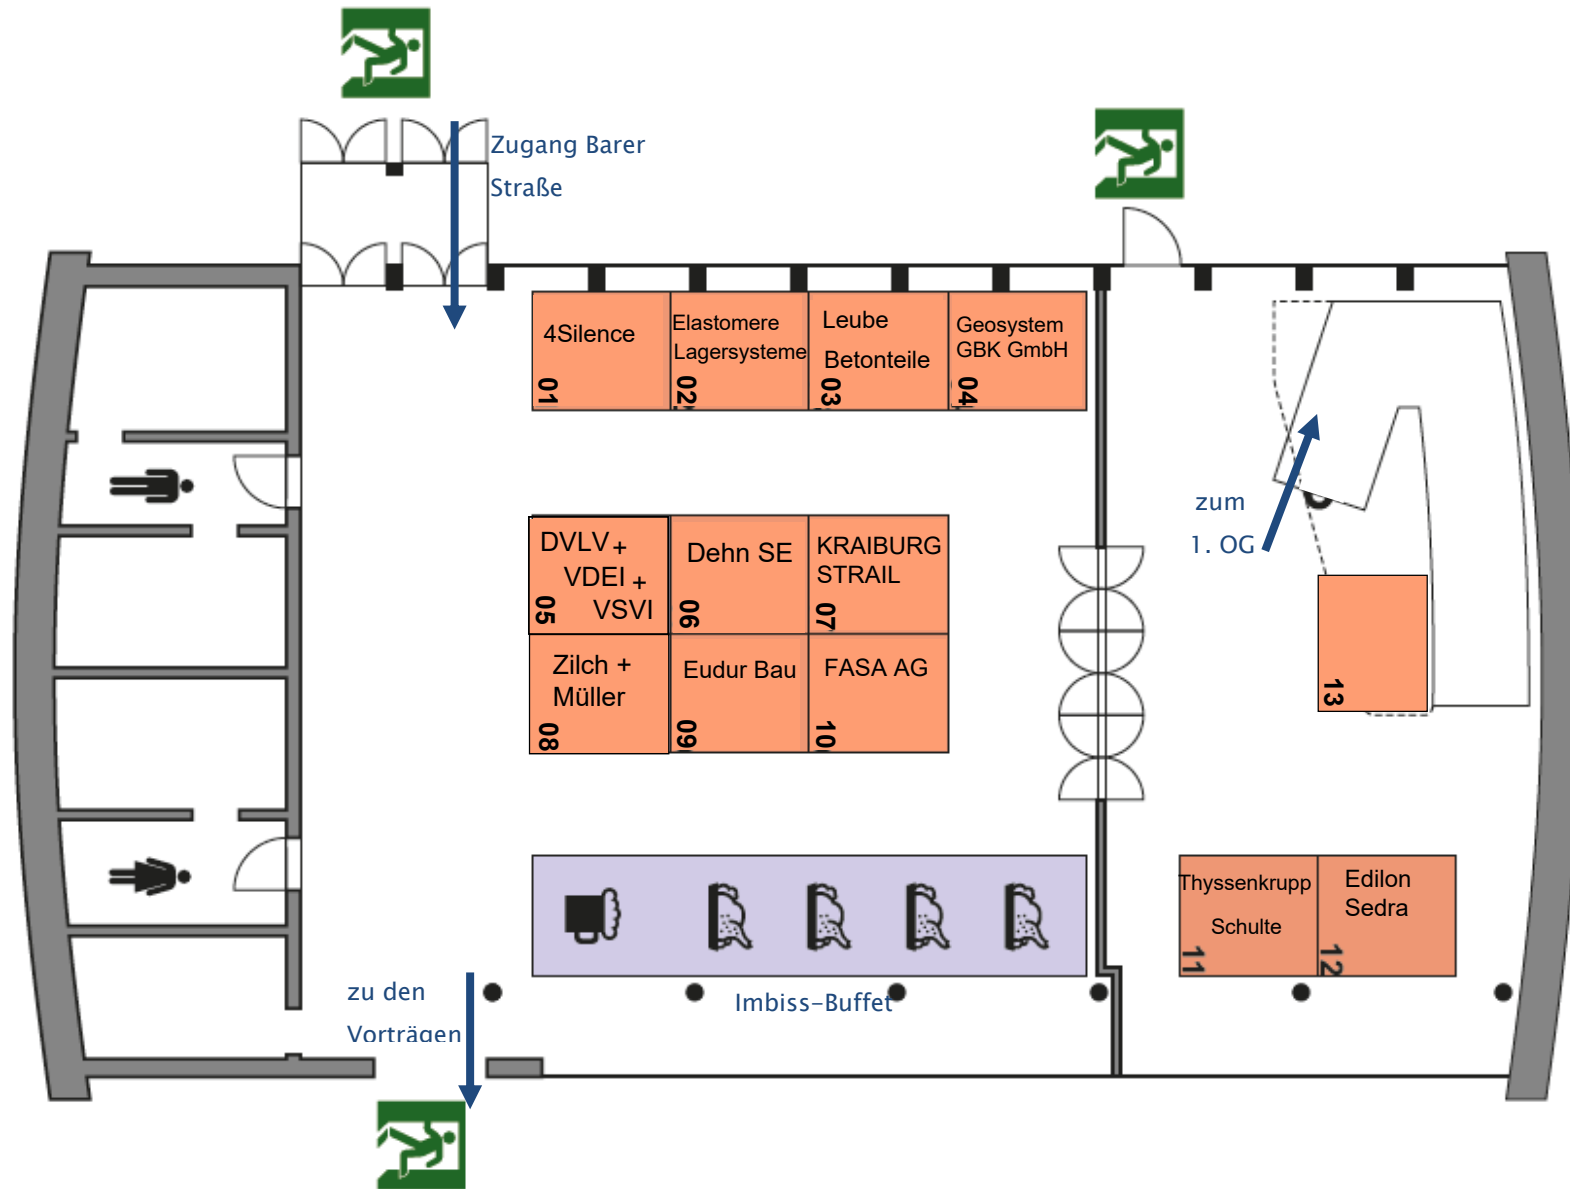 Zugang Barer
Straße
4Silence
01
Elastomere
Lagersysteme
02
Leube
Betonteile
03
Geosystem
GBK GmbH
04
zum
1. OG
DVLV +
VDEI +
VSVI
05
Dehn SE
06
KRAIBURG
STRAIL
07
Zilch +
Müller
08
Eudur Bau
09
FASA AG
10
13
Thyssenkrupp
Schulte
11
Edilon
Sedra
12
zu den
Vorträgen
Imbiss-Buffet